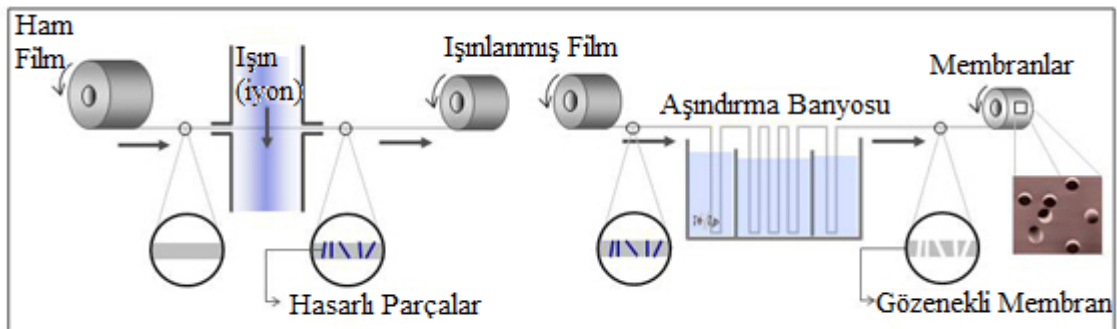 Ham
Film
Işın
(iyon)
Işınlanmış Film
Aşındırma Banyosu
Membranlar
Hasarlı Parçalar
Gözenekli Membran